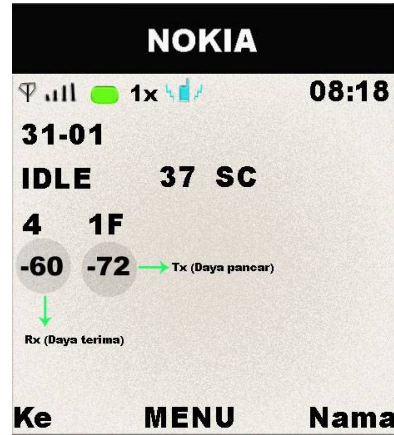 NOKIA
1x 08:18
31-01
IDLE 37 SC
4 1F
-60 -72 Tx (Daya pancar)
Rx (Daya terima)
Ke MENU Nama